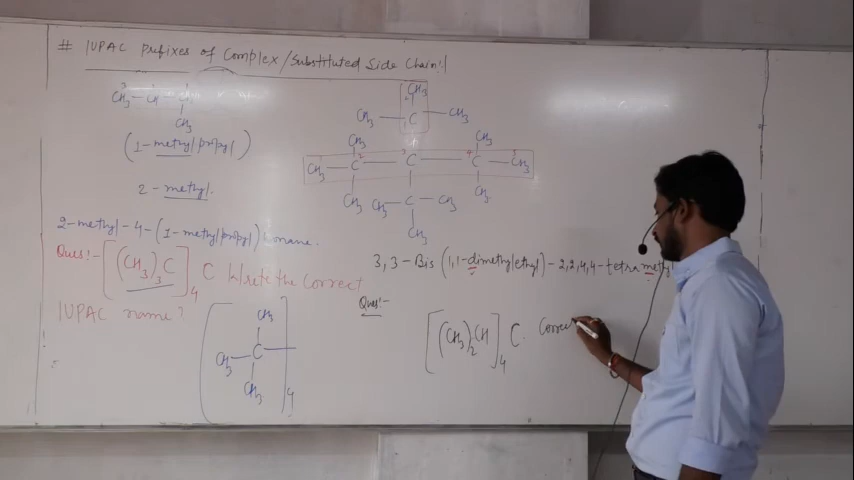 # IUPAC prefixes of Complex/Substituted Side Chain!!
CH3 - CH - C
CH3
(1-methylpropyl)
2-methyl.
2-methyl-4-(1-methylpropyl)
Ques!- [(CH3)3C]4 C Write the Correct
IUPAC name?
CH3
CH3-C-
CH3
4
CH3
CH3-C-CH3
CH3 CH3
CH3-C-C-C-CH3
CH3 CH3
CH3-C-CH3
CH3
3,3-Bis (1,1-dimethylethyl)-2,2,4,4-tetramethyl
Ques!-
[(CH3)2CH]4 C. Correc